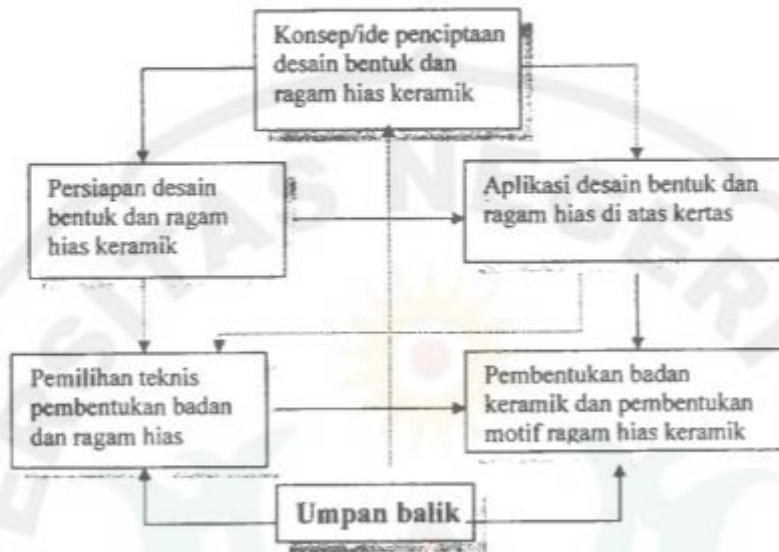 Konsep/ide penciptaan
desain bentuk dan
ragam hias keramik
Persiapan desain
bentuk dan ragam
hias keramik
Aplikasi desain bentuk dan
ragam hias di atas kertas
Pemilihan teknis
pembentukan badan
dan ragam hias
Pembentukan badan
keramik dan pembentukan
motif ragam hias keramik
Umpan balik
ERSITAS NEGERI